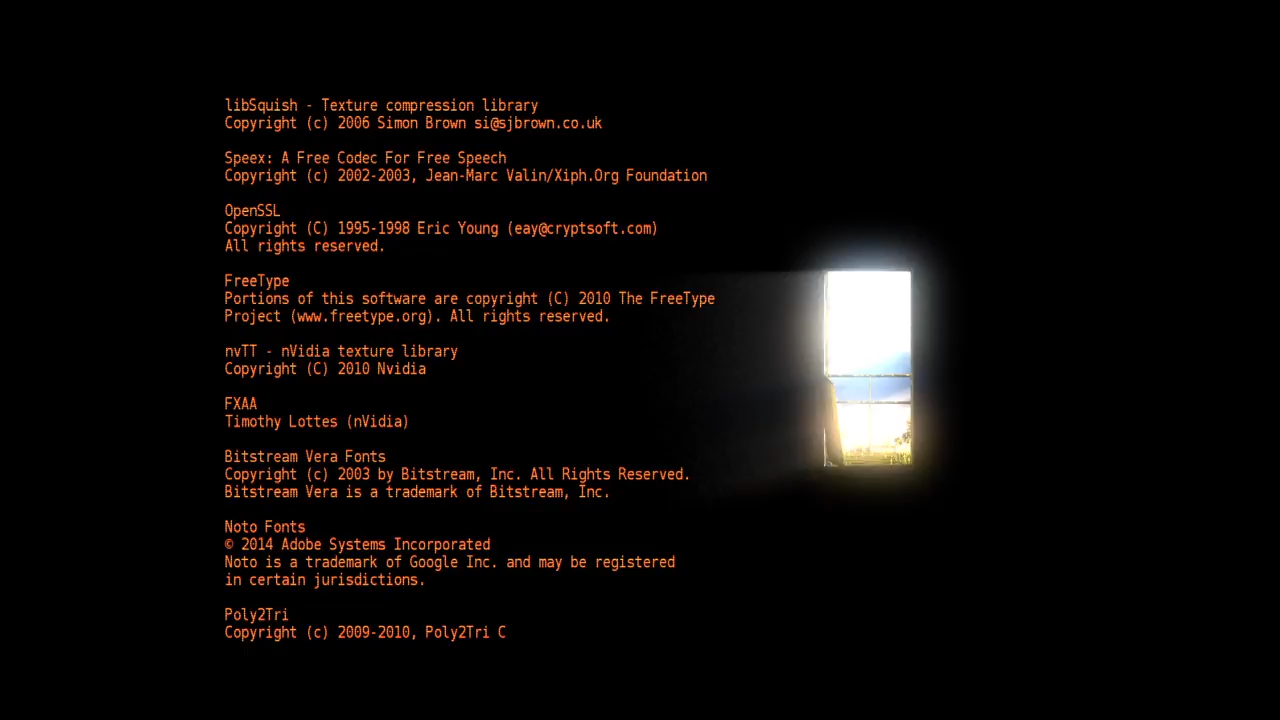 libSquish - Texture compression library
Copyright (c) 2006 Simon Brown si@sjbrown.co.uk
Speex: A Free Codec For Free Speech
Copyright (c) 2002-2003, Jean-Marc Valin/Xiph.Org Foundation
OpenSSL
Copyright (C) 1995-1998 Eric Young (eay@cryptsoft.com)
All rights reserved.
FreeType
Portions of this software are copyright (C) 2010 The FreeType
Project (www.freetype.org). All rights reserved.
nvTT - nVidia texture library
Copyright (C) 2010 Nvidia
FXAA
Timothy Lottes (nVidia)
Bitstream Vera Fonts
Copyright (c) 2003 by Bitstream, Inc. All Rights Reserved.
Bitstream Vera is a trademark of Bitstream, Inc.
Noto Fonts
© 2014 Adobe Systems Incorporated
Noto is a trademark of Google Inc. and may be registered
in certain jurisdictions.
Poly2Tri
Copyright (c) 2009-2010, Poly2Tri C